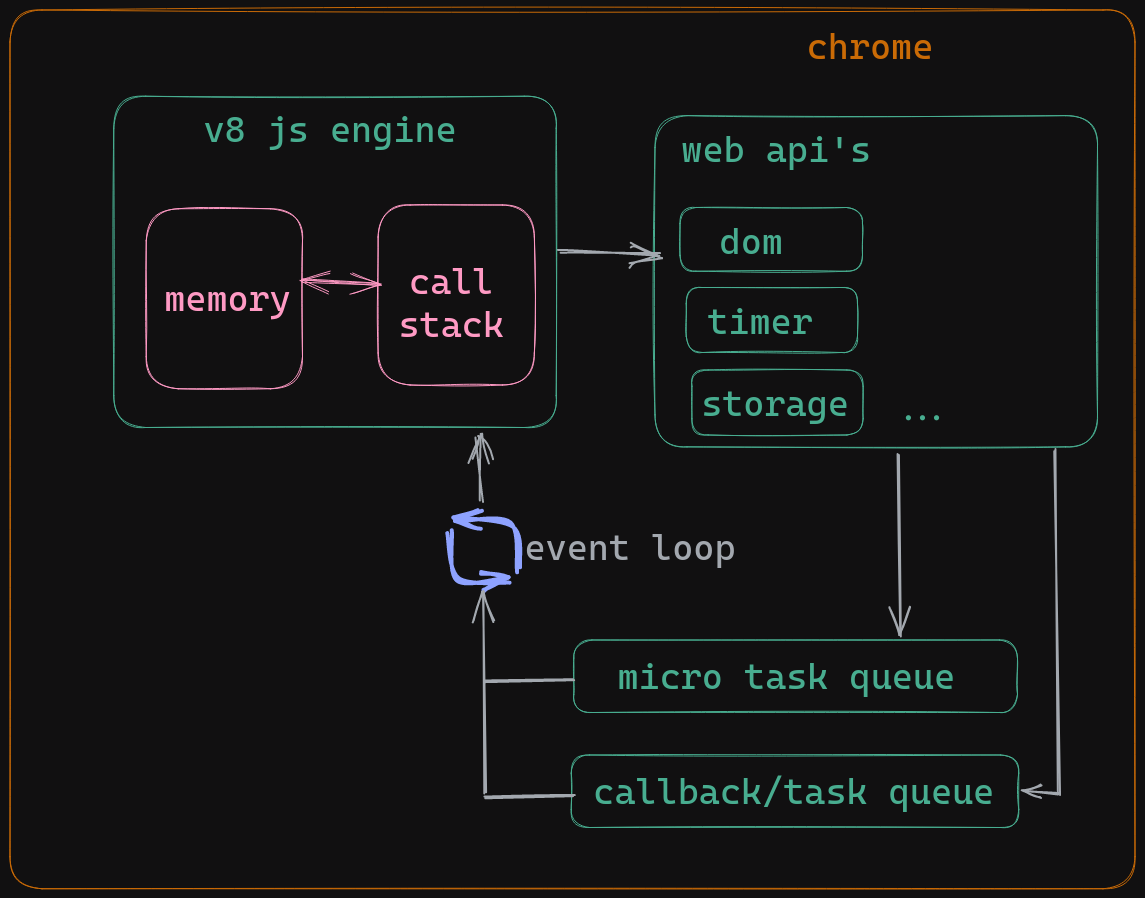 chrome
v8 js engine
web api's
memory
call
stack
dom
timer
storage
...
event loop
micro task queue
callback/task queue